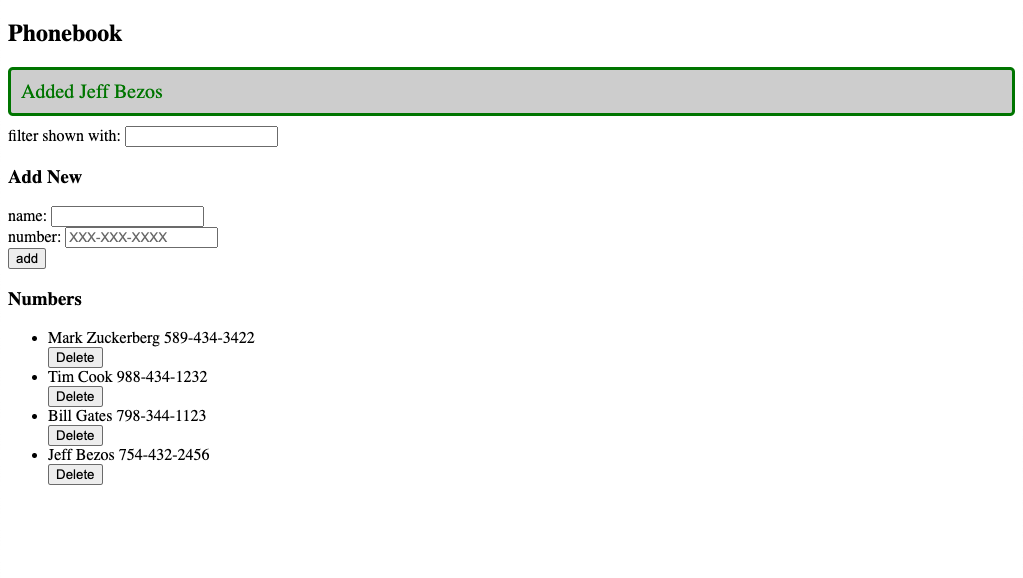 Phonebook
Added Jeff Bezos
filter shown with:
Add New
name:
number: XXX-XXX-XXXX
add
Numbers
Mark Zuckerberg 589-434-3422
Delete
Tim Cook 988-434-1232
Delete
Bill Gates 798-344-1123
Delete
Jeff Bezos 754-432-2456
Delete